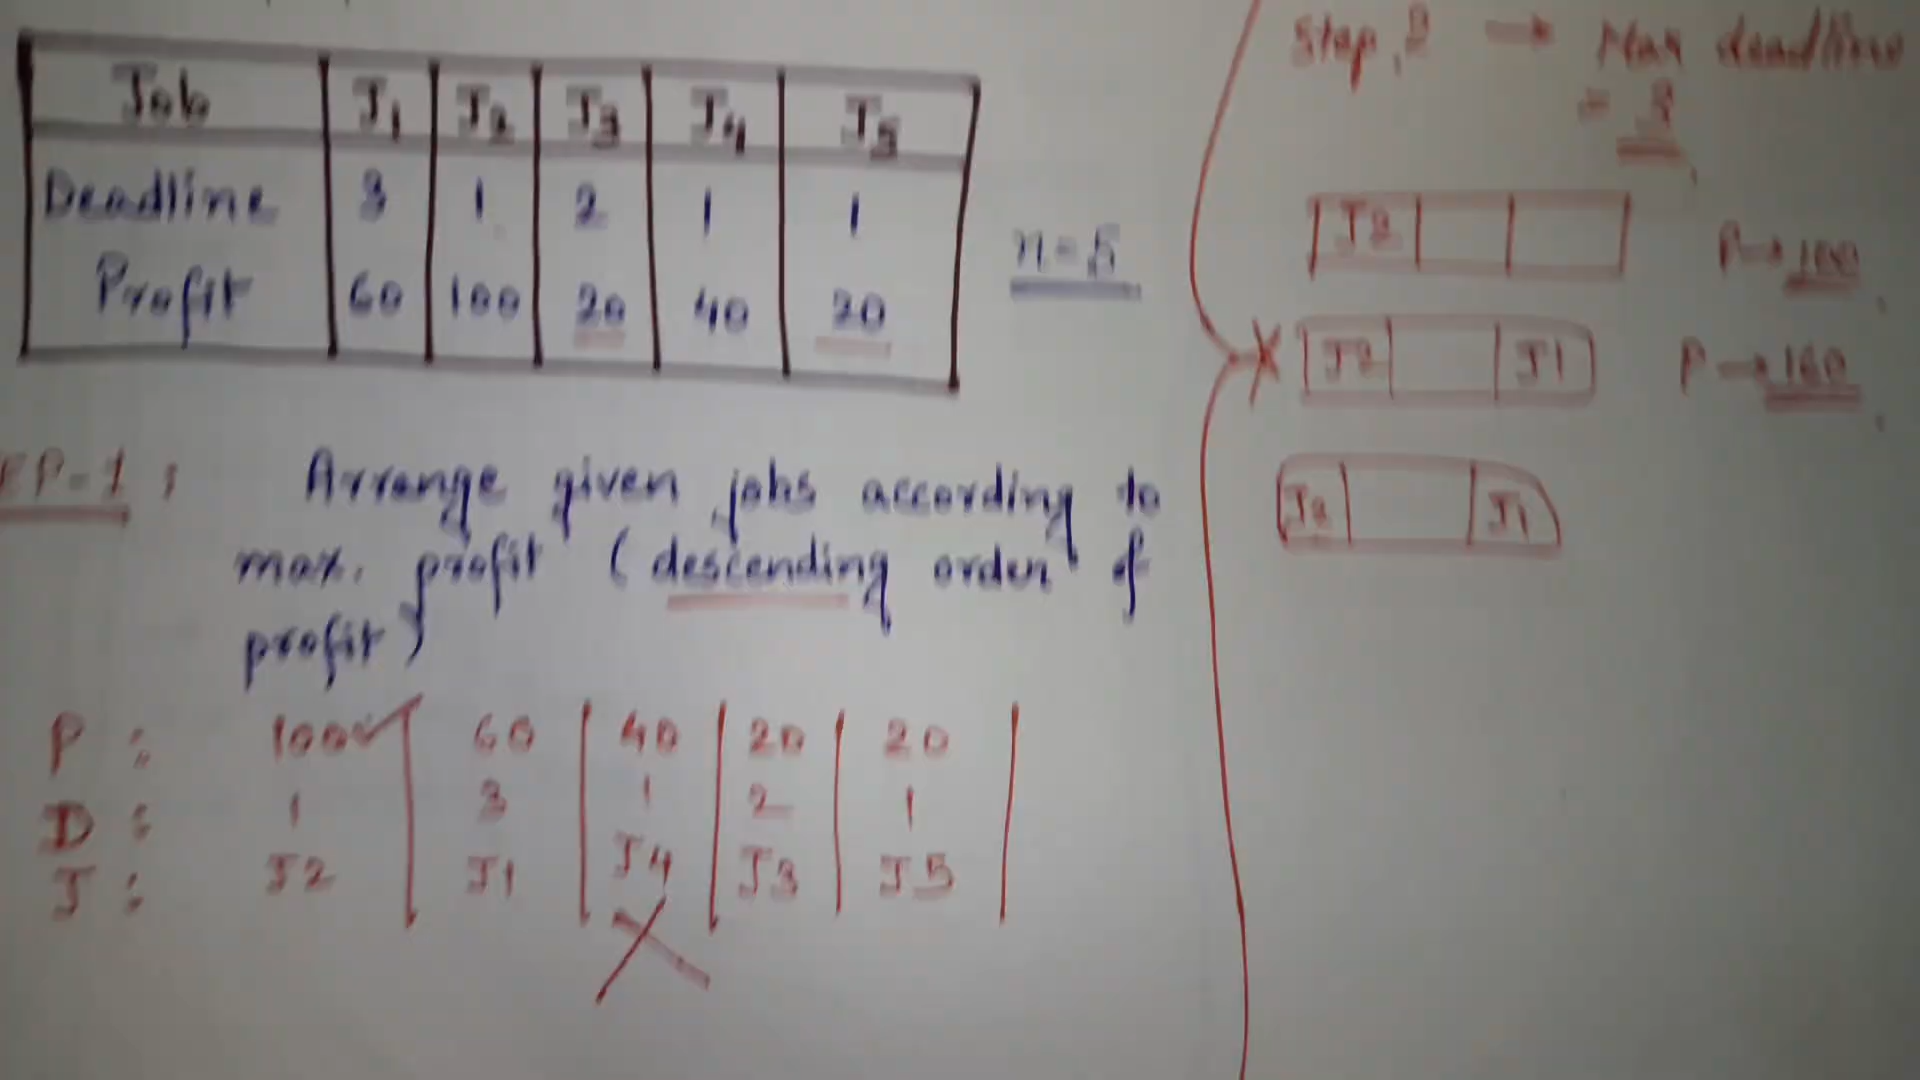 Job J1 J2 J3 J4 J5
Deadline 3 1 2 1 1
Profit 60 100 20 40 20
n=5
EP-1 :
Arrange given jobs according to
max. profit (descending order of
profit)
P : 100 60 40 20 20
D : 1 3 1 2 1
J : J2 J1 J4 J3 J5
Step. 2 → Max deadline
= 3
J2 P→100
J2 J1 P→160
J2 J1